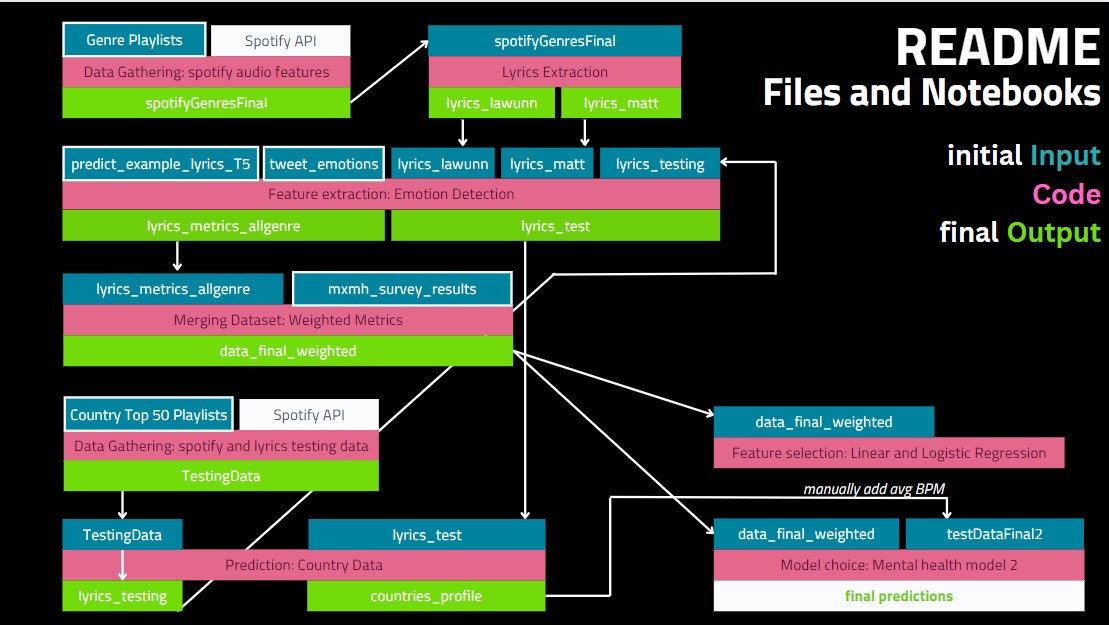 README
Files and Notebooks
initial Input
Code
final Output
Genre Playlists
Spotify API
Data Gathering: spotify audio features
spotifyGenresFinal
spotifyGenresFinal
Lyrics Extraction
lyrics_lawunn
lyrics_matt
predict_example_lyrics_T5
tweet_emotions
lyrics_lawunn
lyrics_matt
lyrics_testing
Feature extraction: Emotion Detection
lyrics_metrics_allgenre
lyrics_test
lyrics_metrics_allgenre
mxmh_survey_results
Merging Dataset: Weighted Metrics
data_final_weighted
Country Top 50 Playlists
Spotify API
Data Gathering: spotify and lyrics testing data
TestingData
TestingData
lyrics_test
Prediction: Country Data
lyrics_testing
countries_profile
data_final_weighted
Feature selection: Linear and Logistic Regression
manually add avg BPM
data_final_weighted
testDataFinal2
Model choice: Mental health model 2
final predictions